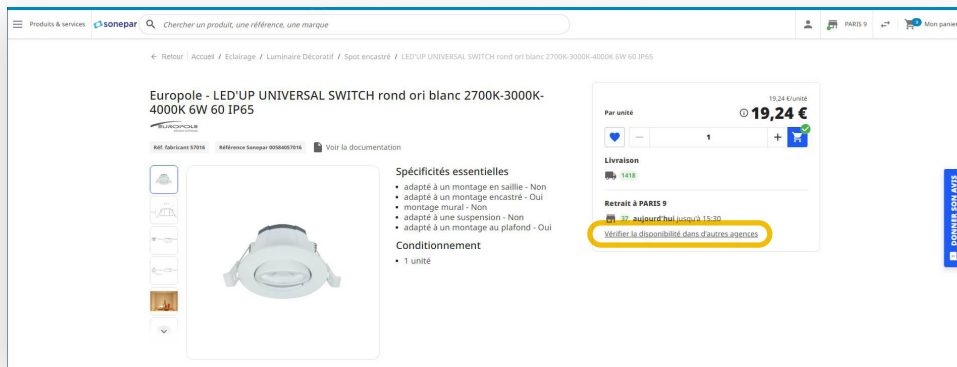 Produits & services
sonepar
Chercher un produit, une référence, une marque
PARIS 9
Mon panier
← Retour Accueil / Eclairage / Luminaire Décoratif / Spot encastré / LED'UP UNIVERSAL SWITCH rond ori blanc 2700K-3000K-4000K 6W 60 IP65
Europole - LED'UP UNIVERSAL SWITCH rond ori blanc 2700K-3000K-
4000K 6W 60 IP65
EUROPOLE
Réf. fabricant 57016
Référence Sonepar 00584057016
Voir la documentation
Spécificités essentielles
• adapté à un montage en saillie - Non
• adapté à un montage encastré - Oui
• montage mural - Non
• adapté à une suspension - Non
• adapté à un montage au plafond - Oui
Conditionnement
• 1 unité
19,24 €/unité
Par unité
19,24 €
− 1 +
Livraison
1418
Retrait à PARIS 9
37 aujourd'hui jusqu'à 15:30
Vérifier la disponibilité dans d'autres agences
DONNER SON AVIS